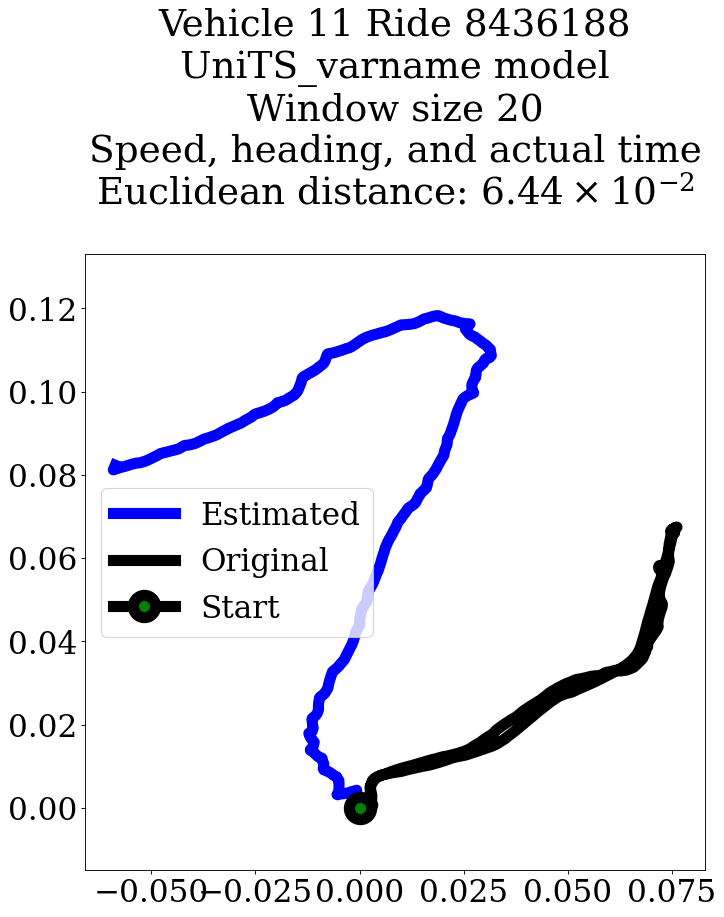 Vehicle 11 Ride 8436188
UniTS_varname model
Window size 20
Speed, heading, and actual time
Euclidean distance: 6.44 × 10⁻²
0.12
0.10
0.08
0.06
0.04
0.02
0.00
Estimated
Original
Start
−0.050 −0.025 0.000 0.025 0.050 0.075